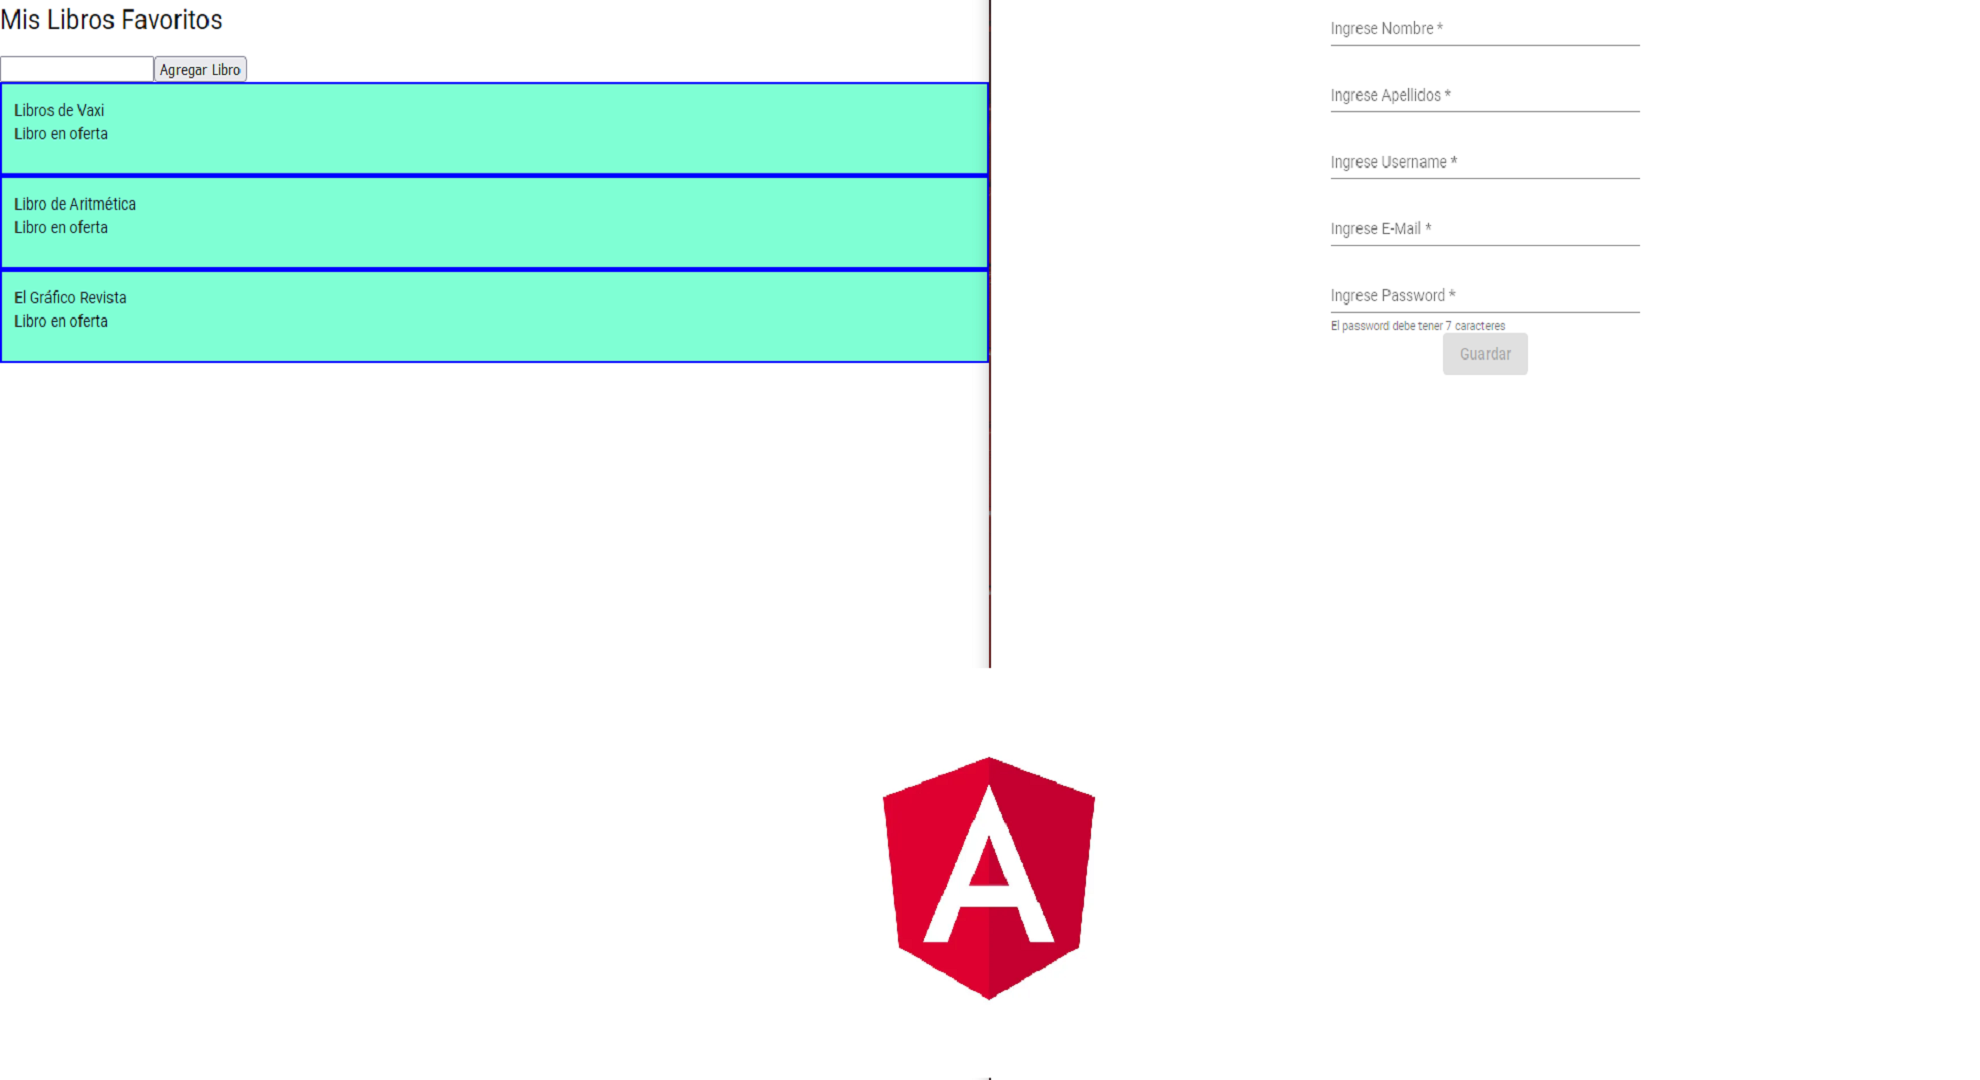 Mis Libros Favoritos
Agregar Libro
Libros de Vaxi
Libro en oferta
Libro de Aritmética
Libro en oferta
El Gráfico Revista
Libro en oferta
Ingrese Nombre *
Ingrese Apellidos *
Ingrese Username *
Ingrese E-Mail *
Ingrese Password *
El password debe tener 7 caracteres
Guardar
A